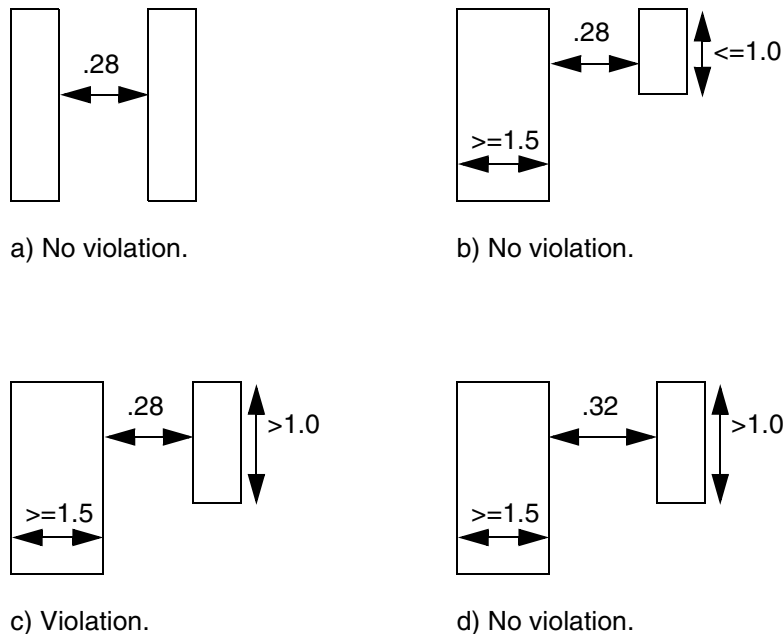 .28
a) No violation.
.28
<=1.0
>=1.5
b) No violation.
.28
>1.0
>=1.5
c) Violation.
.32
>1.0
>=1.5
d) No violation.